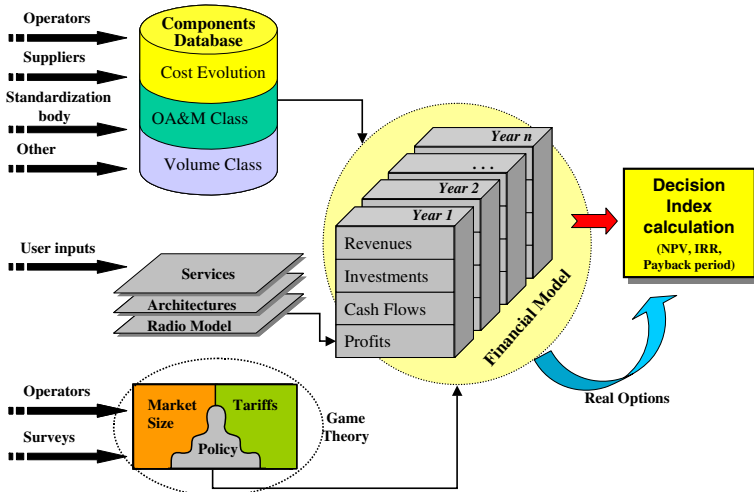 Operators
Suppliers
Standardization
body
Other
Components
Database
Cost Evolution
OA&M Class
Volume Class
User inputs
Services
Architectures
Radio Model
Year n
. . .
Year 2
Year 1
Revenues
Investments
Cash Flows
Profits
Financial Model
Decision
Index
calculation
(NPV, IRR,
Payback period)
Real Options
Operators
Surveys
Market
Size
Tariffs
Policy
Game
Theory